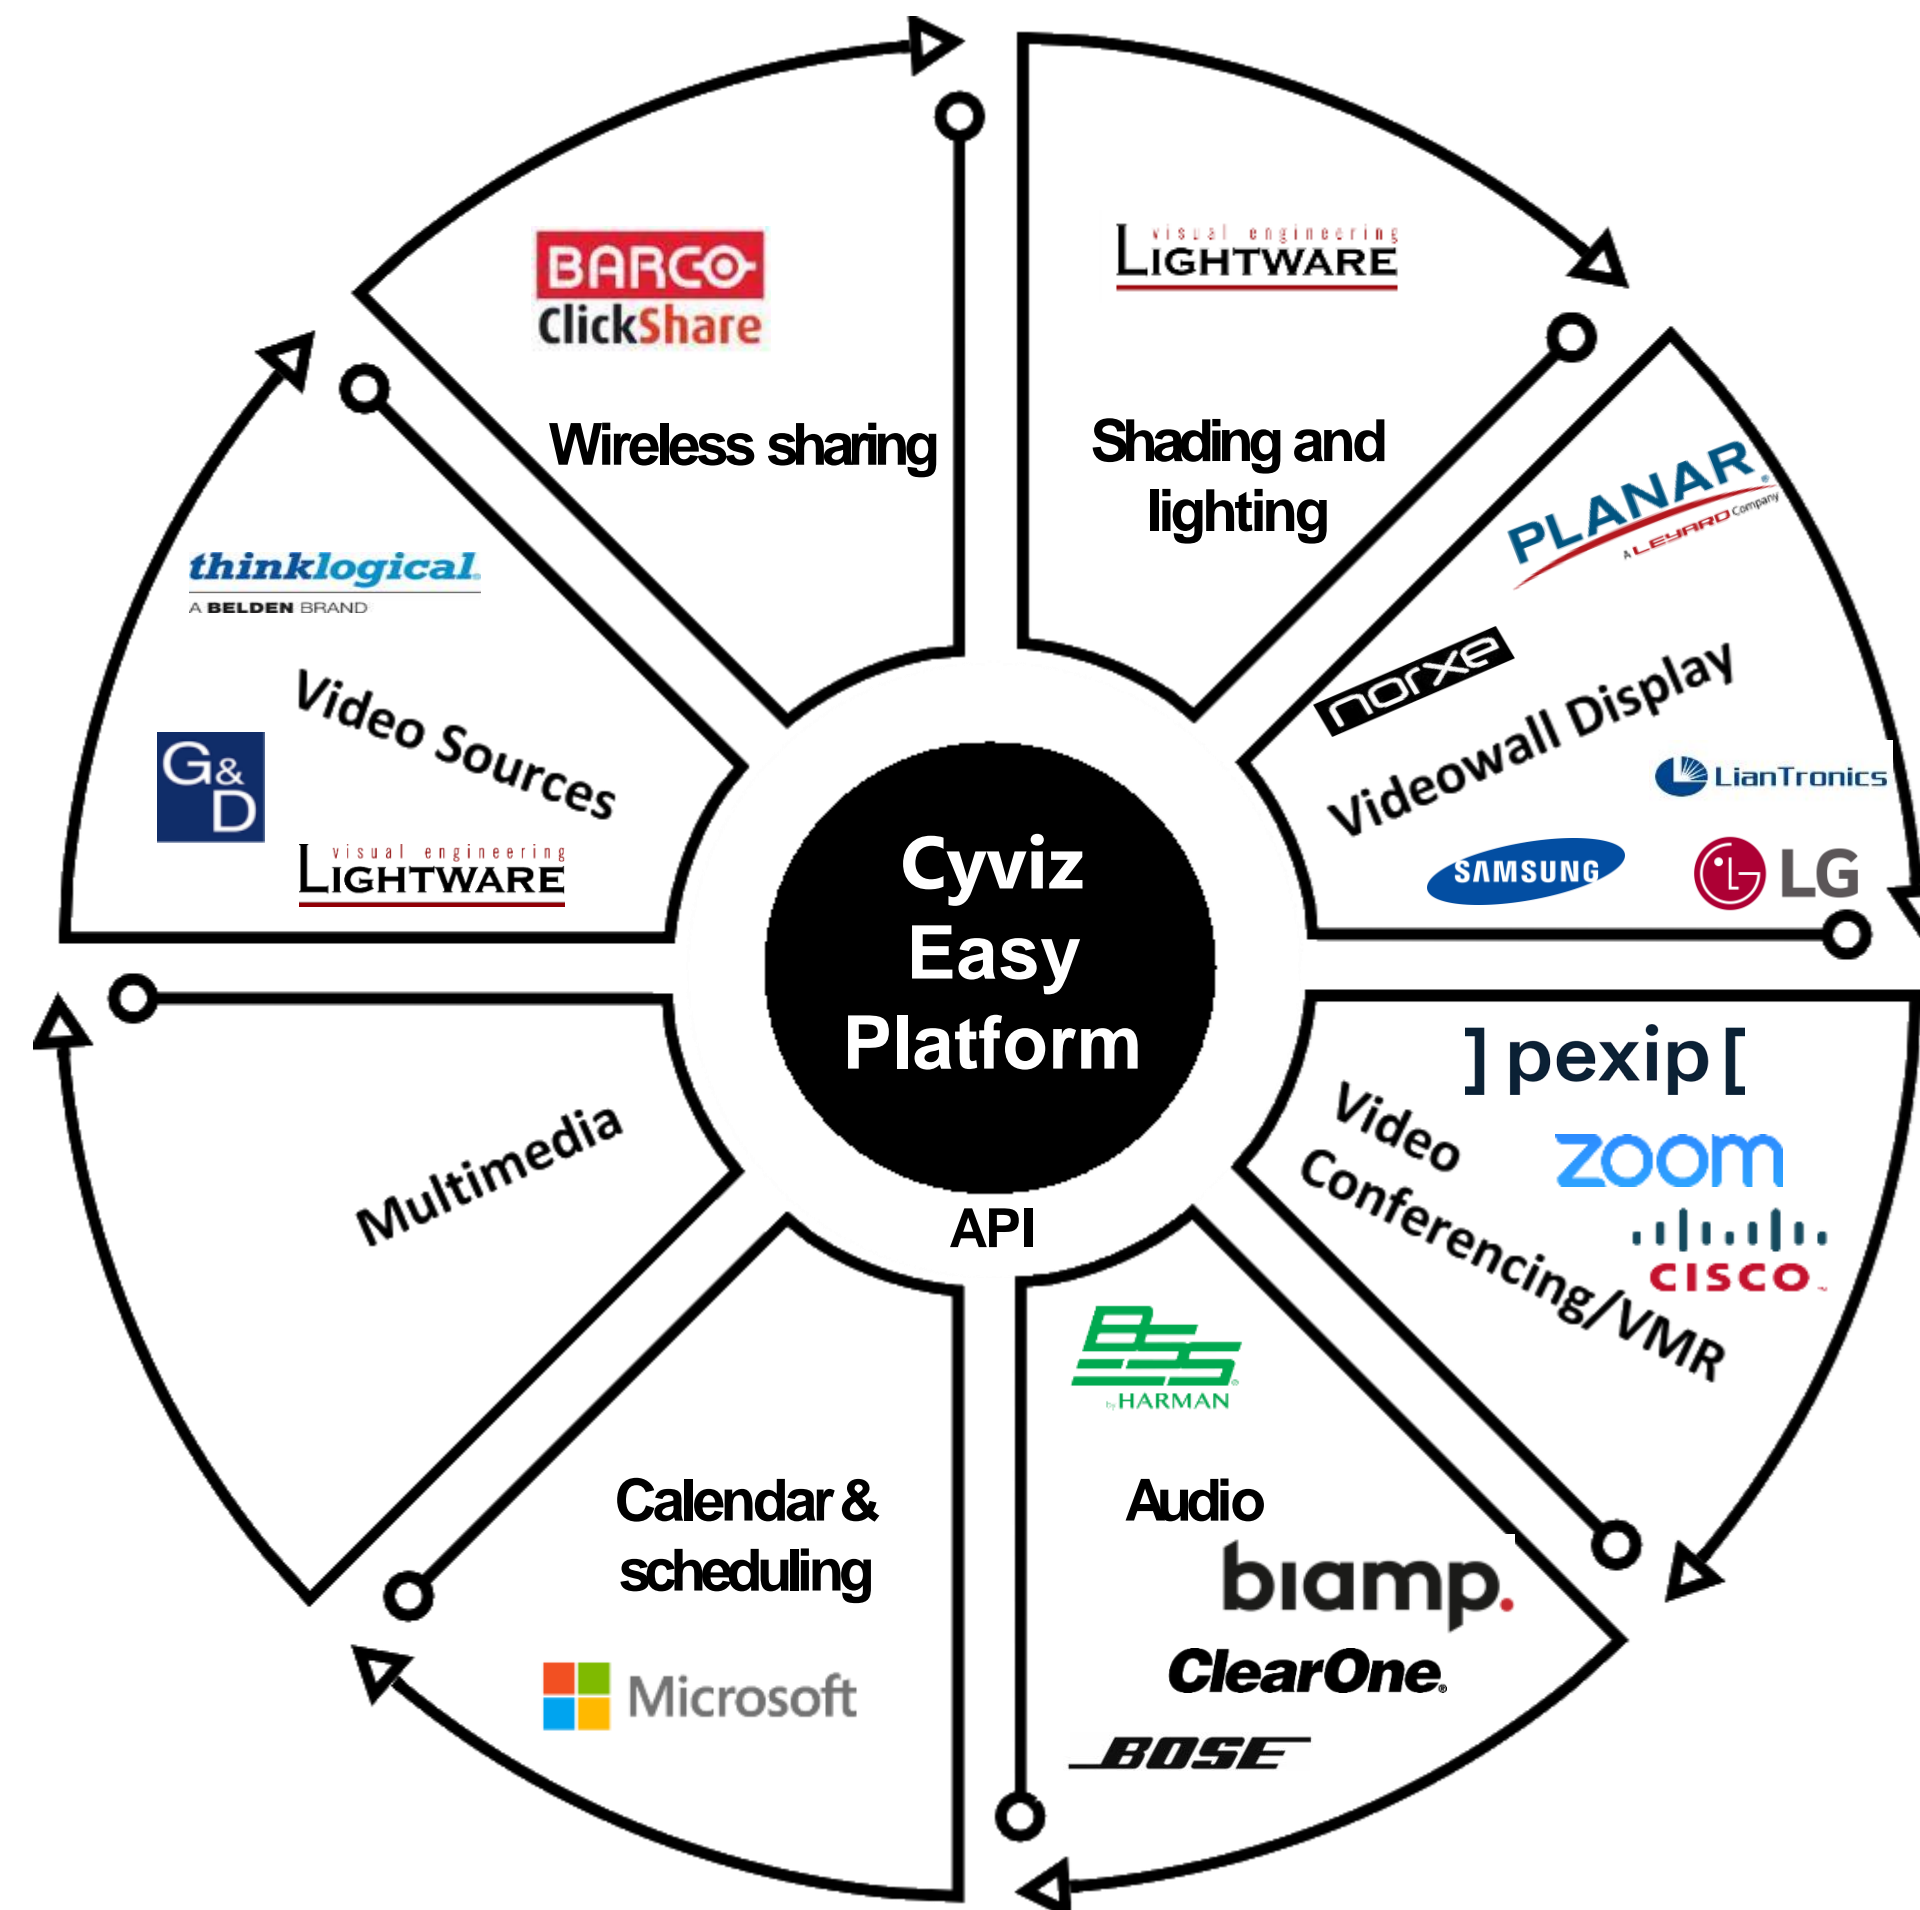 BARCO
ClickShare
Wireless sharing
visual engineering
LIGHTWARE
Shading and
lighting
PLANAR®
A LEYARD Company
norxe
Videowall Display
LianTronics
SAMSUNG
LG
thinklogical.
A BELDEN BRAND
Video Sources
G&D
visual engineering
LIGHTWARE
Cyviz
Easy
Platform
API
]pexip[
zoom
CISCO™
Video
Conferencing/VMR
Multimedia
BSS®
by HARMAN
Audio
biamp.
ClearOne®
BOSE
Calendar &
scheduling
Microsoft